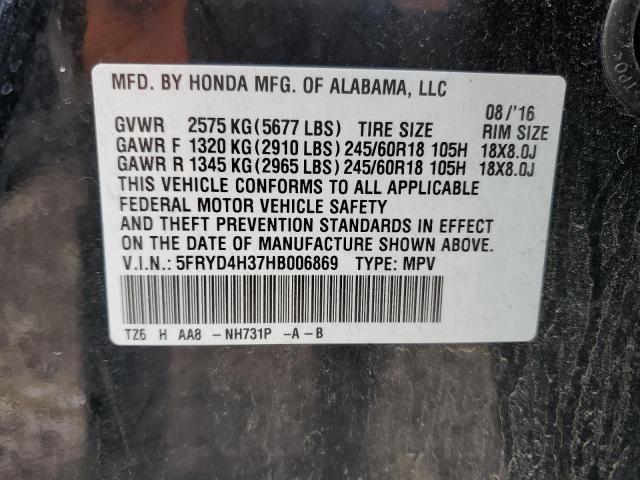 MFD. BY HONDA MFG. OF ALABAMA, LLC
08/'16
GVWR 2575 KG(5677 LBS) TIRE SIZE RIM SIZE
GAWR F 1320 KG(2910 LBS) 245/60R18 105H 18X8.0J
GAWR R 1345 KG(2965 LBS) 245/60R18 105H 18X8.0J
THIS VEHICLE CONFORMS TO ALL APPLICABLE
FEDERAL MOTOR VEHICLE SAFETY
AND THEFT PREVENTION STANDARDS IN EFFECT
ON THE DATE OF MANUFACTURE SHOWN ABOVE.
V.I.N.: 5FRYD4H37HB006869 TYPE: MPV
TZ6 H AA8 - NH731P -A-B